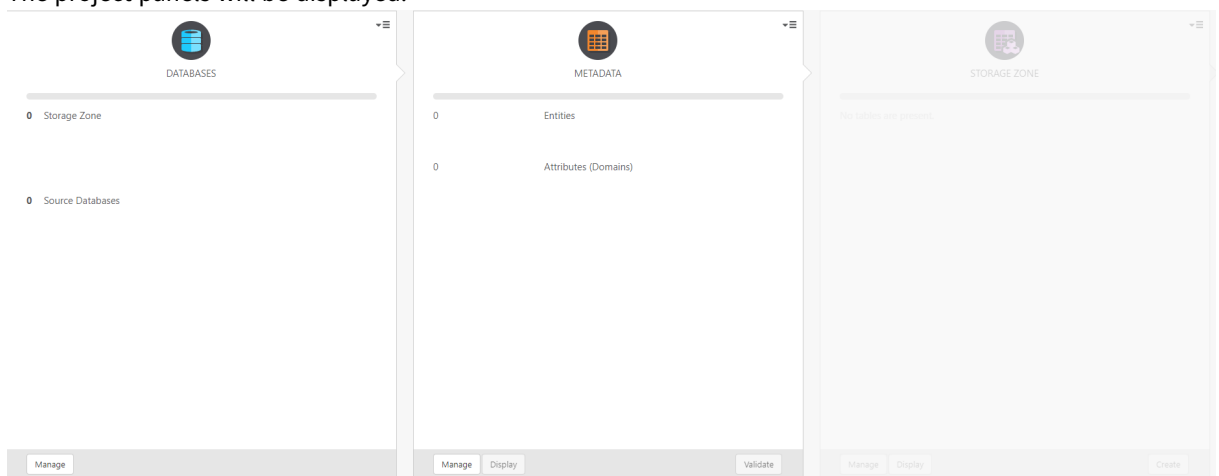 The project panels will be displayed.
DATABASES
0 Storage Zone
0 Source Databases
Manage
METADATA
0 Entities
0 Attributes (Domains)
Manage Display Validate
STORAGE ZONE
No tables are present
Manage Display Create